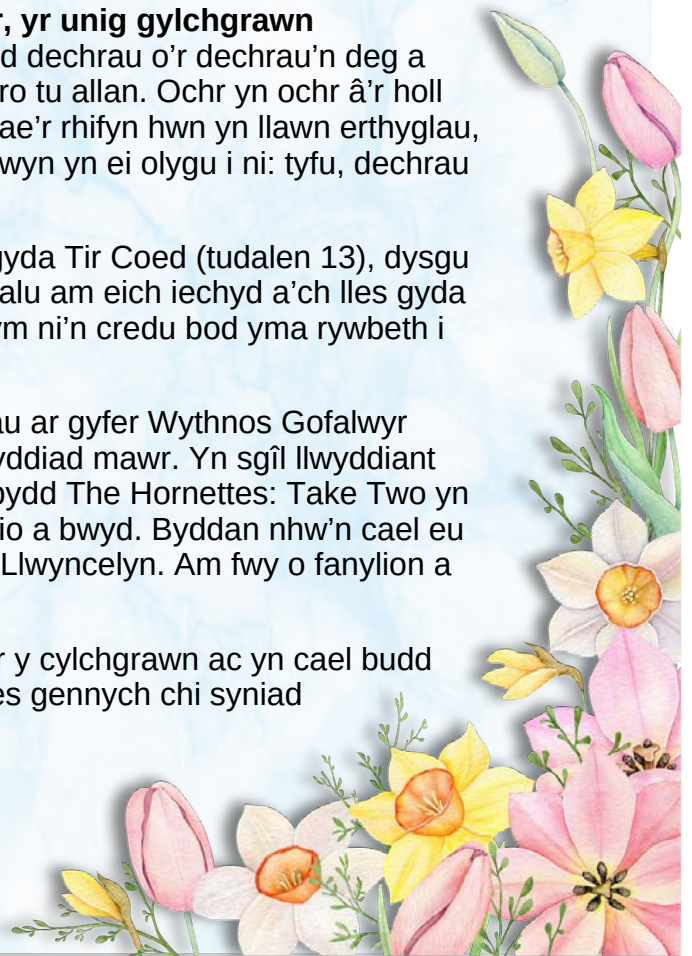 r, yr unig gylchgrawn
d dechrau o'r dechrau'n deg a
ro tu allan. Ochr yn ochr â'r holl
ae'r rhifyn hwn yn llawn erthyglau,
wyn yn ei olygu i ni: tyfu, dechrau
gyda Tir Coed (tudalen 13), dysgu
alu am eich iechyd a'ch lles gyda
ym ni'n credu bod yma rywbeth i
au ar gyfer Wythnos Gofalwyr
yddiad mawr. Yn sgîl llwyddiant
bydd The Hornettes: Take Two yn
io a bwyd. Byddan nhw'n cael eu
Llwyncelyn. Am fwy o fanylion a
r y cylchgrawn ac yn cael budd
es gennych chi syniad